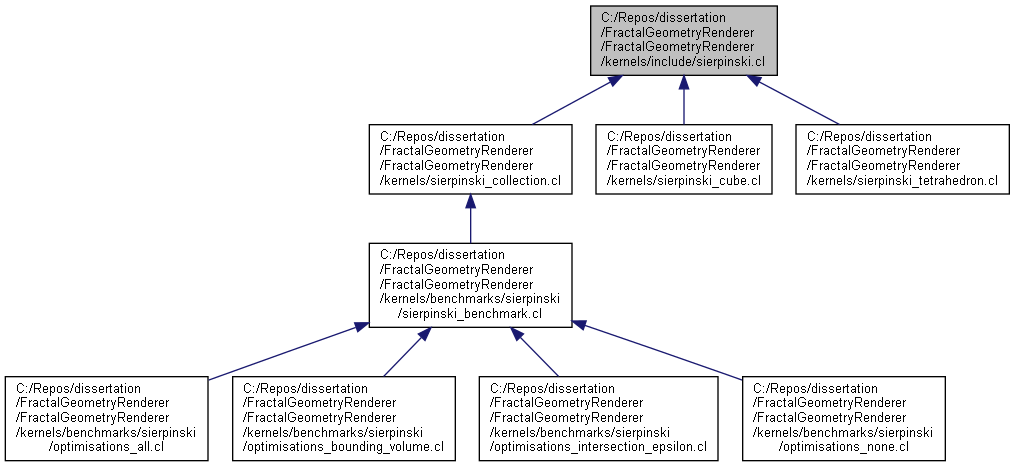 C:/Repos/dissertation
/FractalGeometryRenderer
/FractalGeometryRenderer
/kernels/include/sierpinski.cl
C:/Repos/dissertation
/FractalGeometryRenderer
/FractalGeometryRenderer
/kernels/sierpinski_collection.cl
C:/Repos/dissertation
/FractalGeometryRenderer
/FractalGeometryRenderer
/kernels/sierpinski_cube.cl
C:/Repos/dissertation
/FractalGeometryRenderer
/FractalGeometryRenderer
/kernels/sierpinski_tetrahedron.cl
C:/Repos/dissertation
/FractalGeometryRenderer
/FractalGeometryRenderer
/kernels/benchmarks/sierpinski
/sierpinski_benchmark.cl
C:/Repos/dissertation
/FractalGeometryRenderer
/FractalGeometryRenderer
/kernels/benchmarks/sierpinski
/optimisations_all.cl
C:/Repos/dissertation
/FractalGeometryRenderer
/FractalGeometryRenderer
/kernels/benchmarks/sierpinski
/optimisations_bounding_volume.cl
C:/Repos/dissertation
/FractalGeometryRenderer
/FractalGeometryRenderer
/kernels/benchmarks/sierpinski
/optimisations_intersection_epsilon.cl
C:/Repos/dissertation
/FractalGeometryRenderer
/FractalGeometryRenderer
/kernels/benchmarks/sierpinski
/optimisations_none.cl